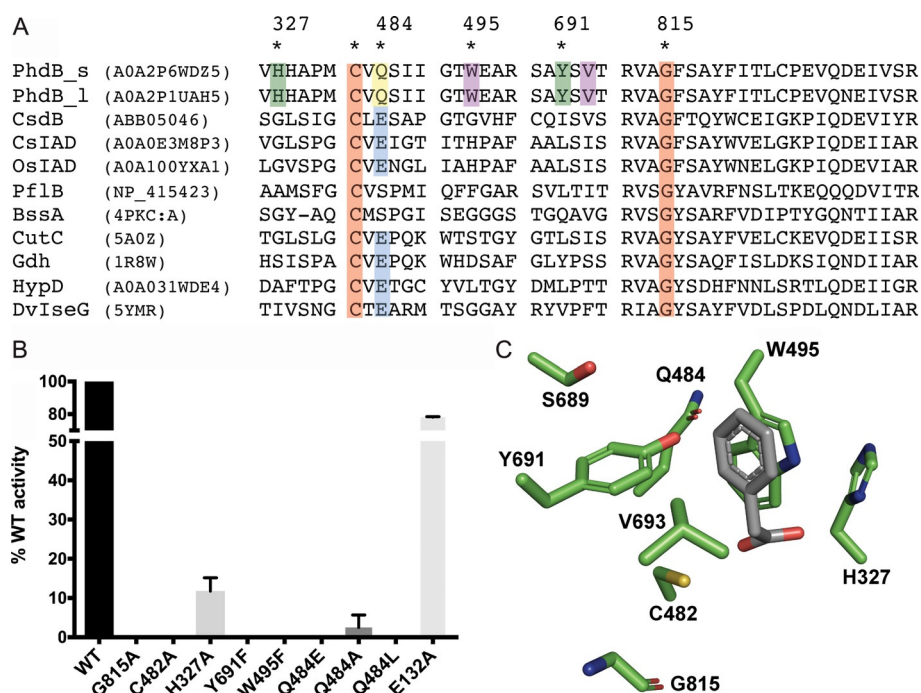 A
327 484 495 691 815
* * * * * *
PhdB_s (A0A2P6WDZ5) VHHAPM CVQSII GTWEARS SAYSVT RVAGFSAYFITLCPEVQDEIIAR
PhdB_l (A0A2P1UAH5) VHHAPM CVQSII GTWEAR SAYSVT RVAGFSAYFITLCPEVQDEIIAR
CsdB (ABB05046) SGLSIG CLESAP GTGVHF CQISVS RVAGFTQYWCEIGKPIQDEVIYR
CsIAD (A0A0E3M8P3) VGLSPG CVEIGT ITHPAF AALSIS RVAGFSAYWNELGKPIQDEVIAR
OsIAD (A0A100YXA1) LGVSPG CVENGL IAHPAF AALSIS RVAGFSAYWELGKPIQDEVIAR
PflB (NP_415423) AAMSFG CVSPMI QFFGAR SVLTIT RVSGYAVRFNSLTKEQQQDVITR
BssA (4PKC:A) SGY-AQ CMSPGI SEGGGS TGQAVG RVSGYSARFVDIPTYGQNTIIAR
CutC (5A0Z) TGLSLG CVEPQK WTSTGY GTLSIS RVAGYSAYFVELCKEVQDEIISR
Gdh (1R8W) HSISPA CVEPQK WHDSAF GLYPSS RVAGYSAHFISLSKSIQNDIIAR
HypD (A0A031WDE4) DAFTPG CVETGC YVLTGY DMLPTT RVAGYSDHFNNLSRTLQDEIIGR
DvIseG (5YMR) TIVSNG CTEARM TSGGAY RYVPFT RIAGYSAYFVDLSPDLQNDLIAR
B
% WT activity
100
80
50
40
30
20
10
0
WT G815A C482A H327A Y691F W495F Q484E Q484A Q484L E132A
C
W495
Q484
S689
Y691
V693
H327
C482
G815